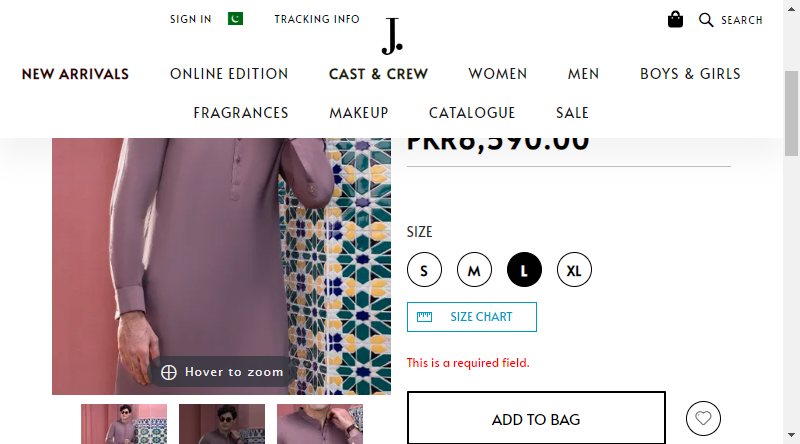 SIGN IN
TRACKING INFO
J.
SEARCH
NEW ARRIVALS
ONLINE EDITION
CAST & CREW
WOMEN
MEN
BOYS & GIRLS
FRAGRANCES
MAKEUP
CATALOGUE
SALE
PKR6,590.00
SIZE
S
M
L
XL
SIZE CHART
This is a required field.
Hover to zoom
ADD TO BAG